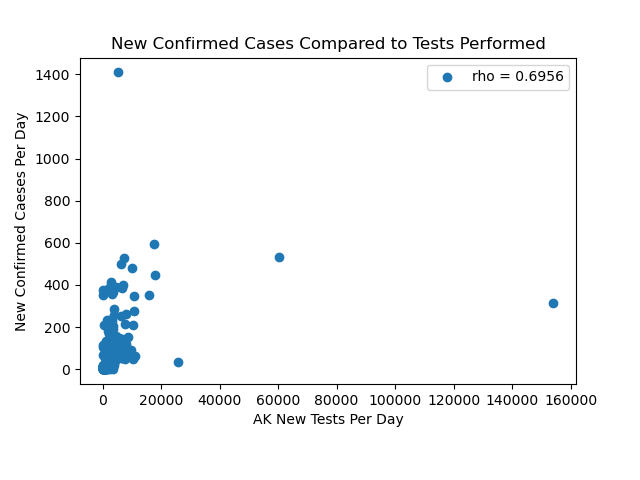 New Confirmed Cases Compared to Tests Performed
rho = 0.6956
New Confirmed Caeses Per Day
1400
1200
1000
800
600
400
200
0
0 20000 40000 60000 80000 100000 120000 140000 160000
AK New Tests Per Day